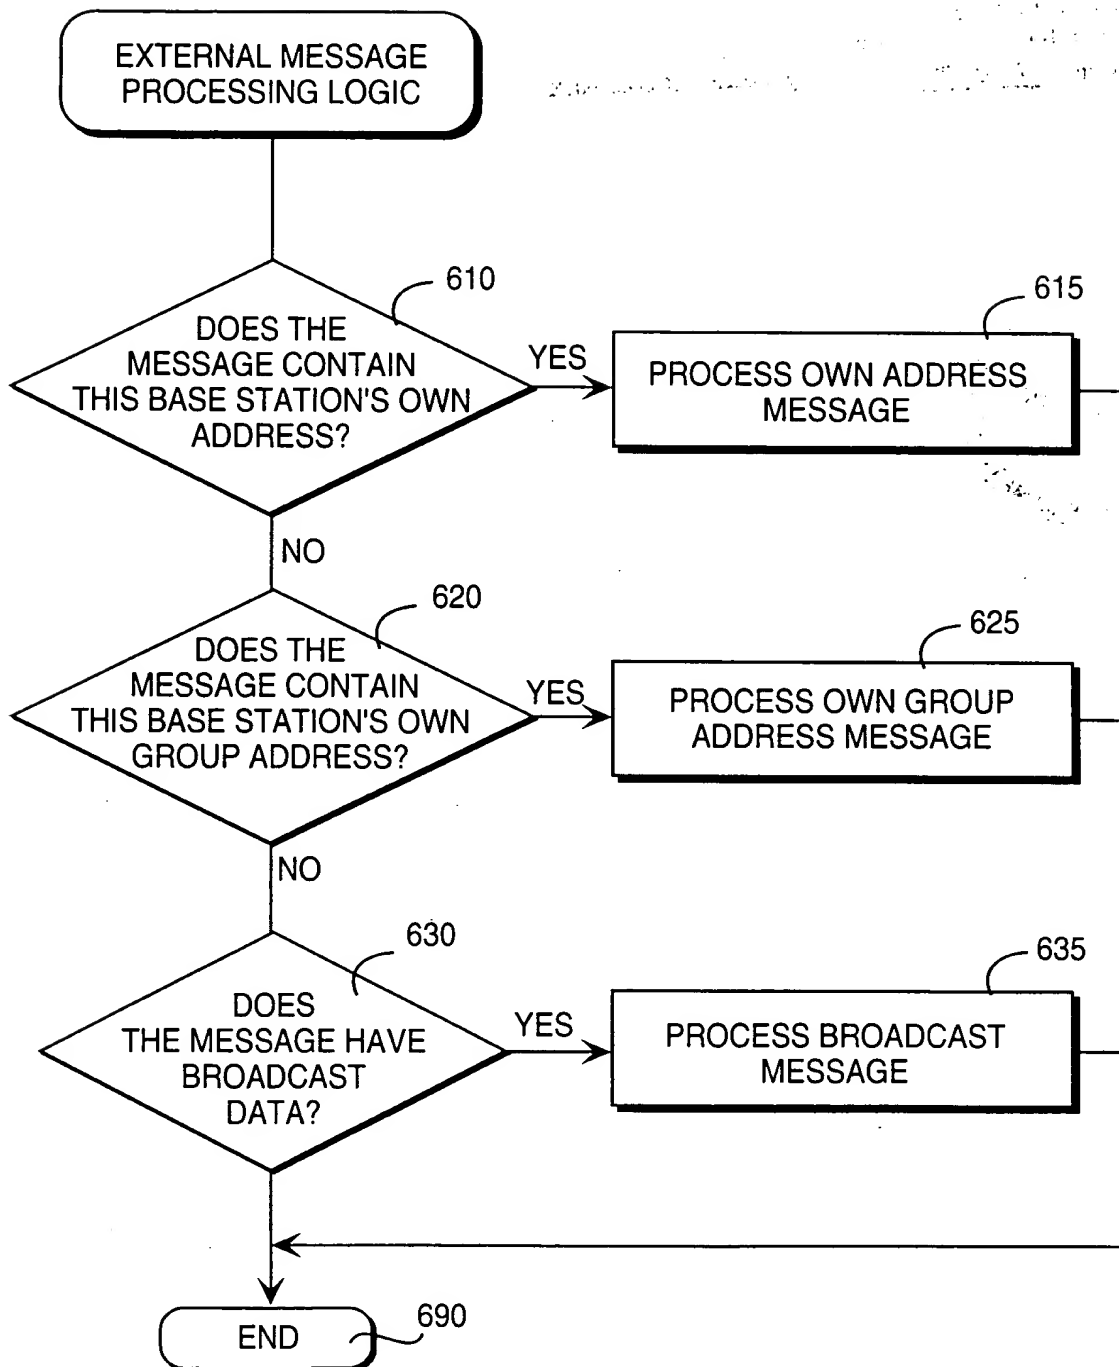 EXTERNAL MESSAGE
PROCESSING LOGIC
610
DOES THE
MESSAGE CONTAIN
THIS BASE STATION'S OWN
ADDRESS?
YES
615
PROCESS OWN ADDRESS
MESSAGE
NO
620
DOES THE
MESSAGE CONTAIN
THIS BASE STATION'S OWN
GROUP ADDRESS?
YES
625
PROCESS OWN GROUP
ADDRESS MESSAGE
NO
630
DOES
THE MESSAGE HAVE
BROADCAST
DATA?
YES
635
PROCESS BROADCAST
MESSAGE
END
690